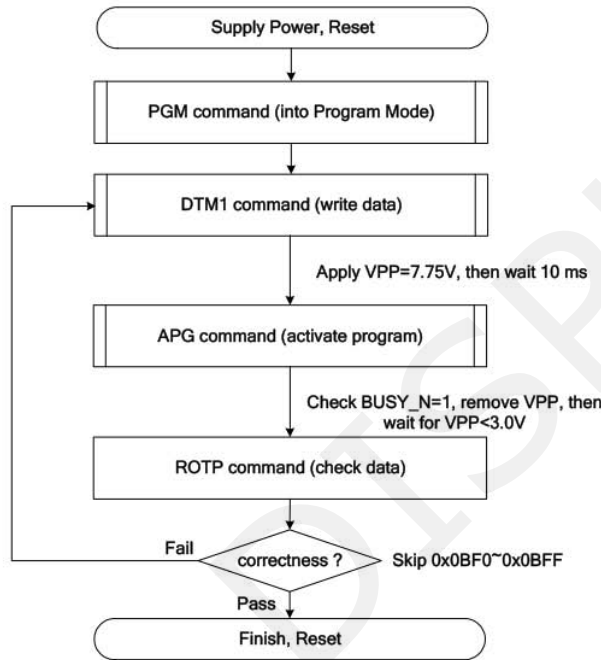 Supply Power, Reset
PGM command (into Program Mode)
DTM1 command (write data)
Apply VPP=7.75V, then wait 10 ms
APG command (activate program)
Check BUSY_N=1, remove VPP, then
wait for VPP<3.0V
ROTP command (check data)
Fail
correctness ?
Skip 0x0BF0~0x0BFF
Pass
Finish, Reset
DISP